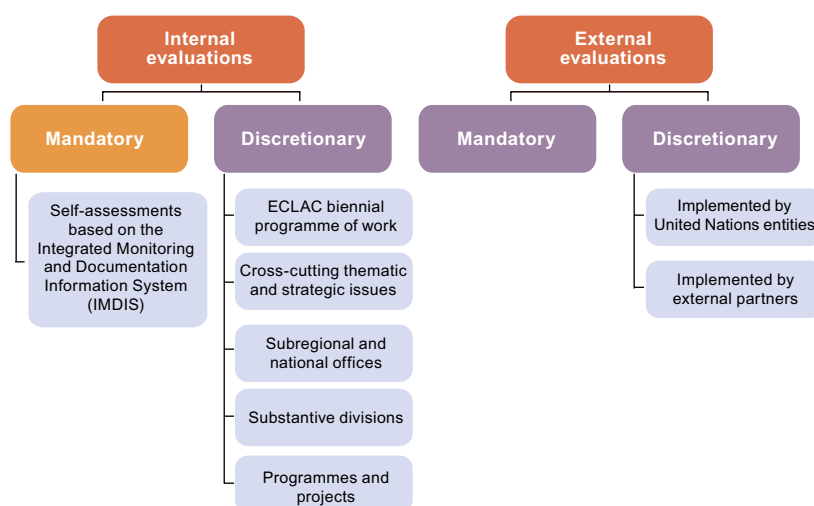 Internal
evaluations
External
evaluations
Mandatory
Discretionary
Mandatory
Discretionary
Self-assessments
based on the
Integrated Monitoring
and Documentation
Information System
(IMDIS)
ECLAC biennial
programme of work
Cross-cutting thematic
and strategic issues
Subregional and
national offices
Substantive divisions
Programmes and
projects
Implemented by
United Nations entities
Implemented by
external partners